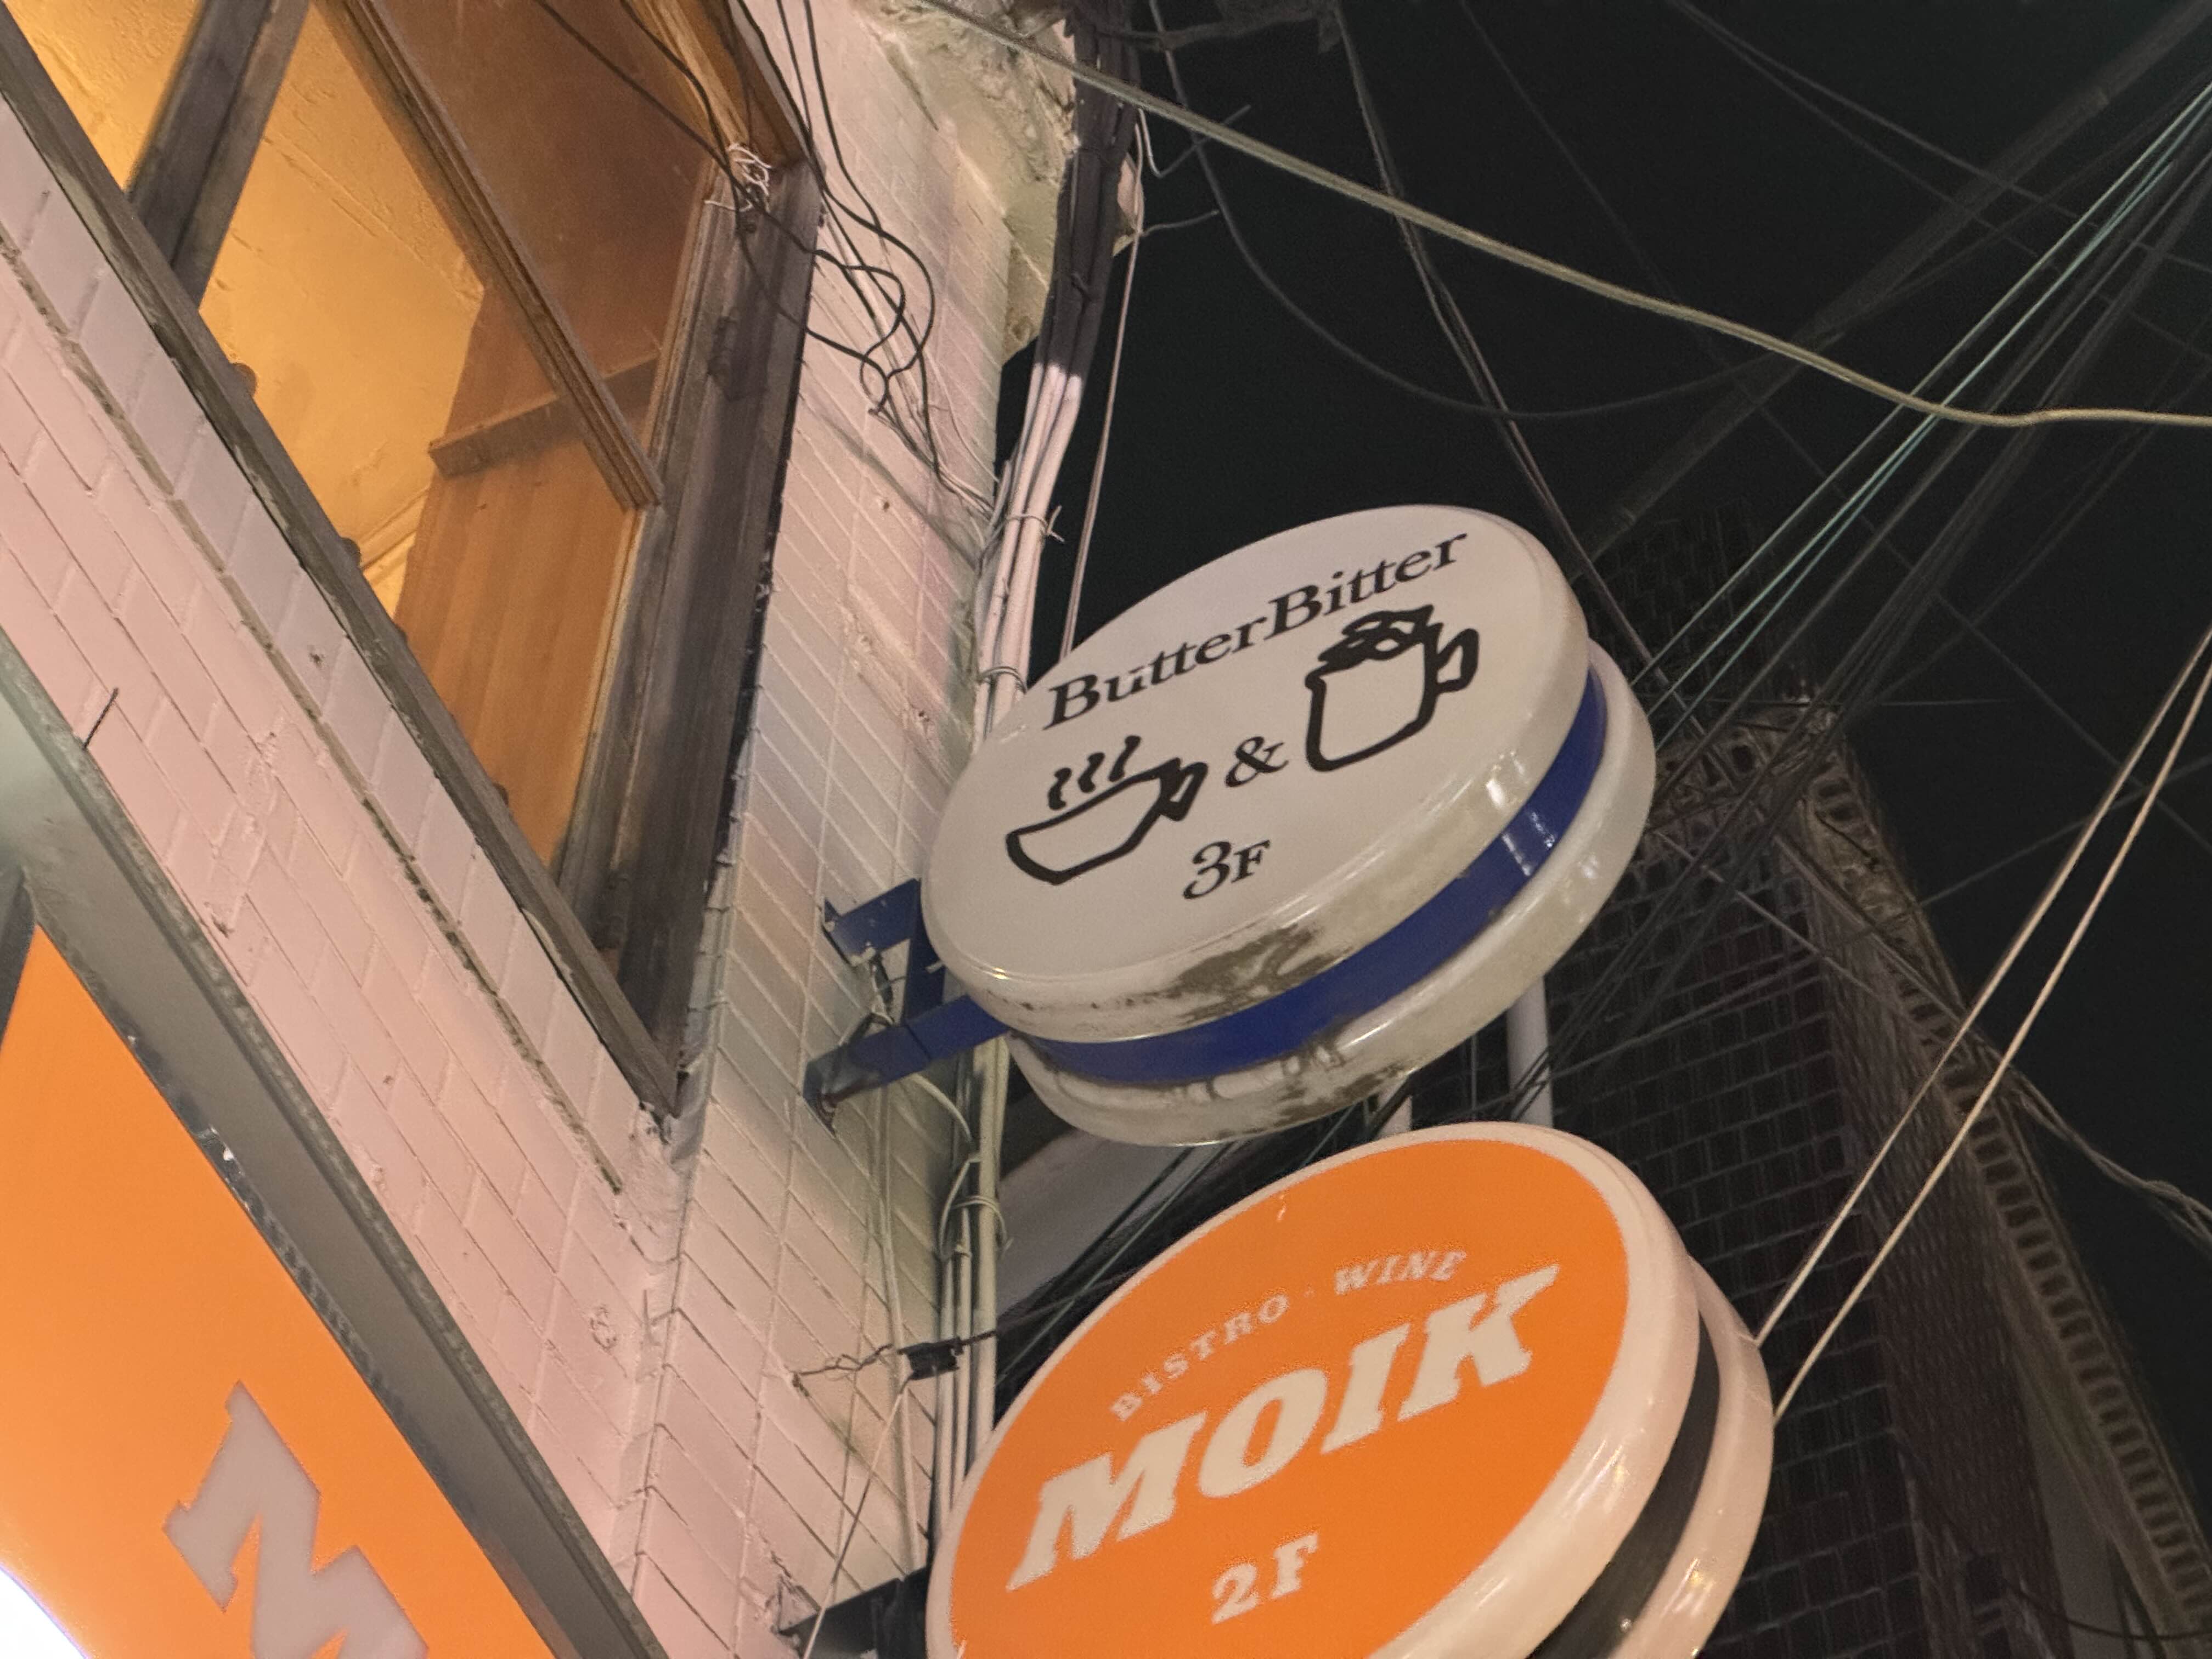 ButterBitter
&
3F
BISTRO · WINE
MOIK
2F
M